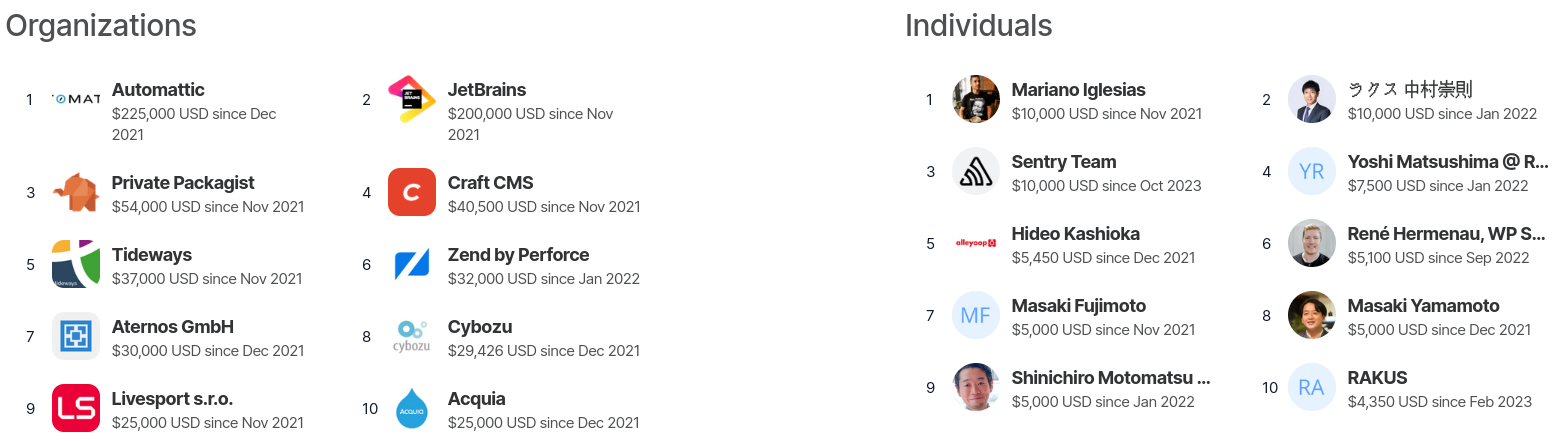 Organizations
1
OMAT
Automattic
$225,000 USD since Dec
2021
2
JET
BRAINS
JetBrains
$200,000 USD since Nov
2021
3
Private Packagist
$54,000 USD since Nov 2021
4
C
Craft CMS
$40,500 USD since Nov 2021
5
Tideways
Tideways
$37,000 USD since Nov 2021
6
Zend by Perforce
$32,000 USD since Jan 2022
7
Aternos GmbH
$30,000 USD since Dec 2021
8
cybozu
Cybozu
$29,426 USD since Dec 2021
9
LS
Livesport s.r.o.
$25,000 USD since Nov 2021
10
ACQUIA
Acquia
$25,000 USD since Dec 2021
Individuals
1
Mariano Iglesias
$10,000 USD since Nov 2021
2
ラクス 中村崇則
$10,000 USD since Jan 2022
3
Sentry Team
$10,000 USD since Oct 2023
4
YR
Yoshi Matsushima @ R...
$7,500 USD since Jan 2022
5
alleyoop
Hideo Kashioka
$5,450 USD since Dec 2021
6
René Hermenau, WP S...
$5,100 USD since Sep 2022
7
MF
Masaki Fujimoto
$5,000 USD since Nov 2021
8
Masaki Yamamoto
$5,000 USD since Dec 2021
9
Shinichiro Motomatsu ...
$5,000 USD since Jan 2022
10
RA
RAKUS
$4,350 USD since Feb 2023